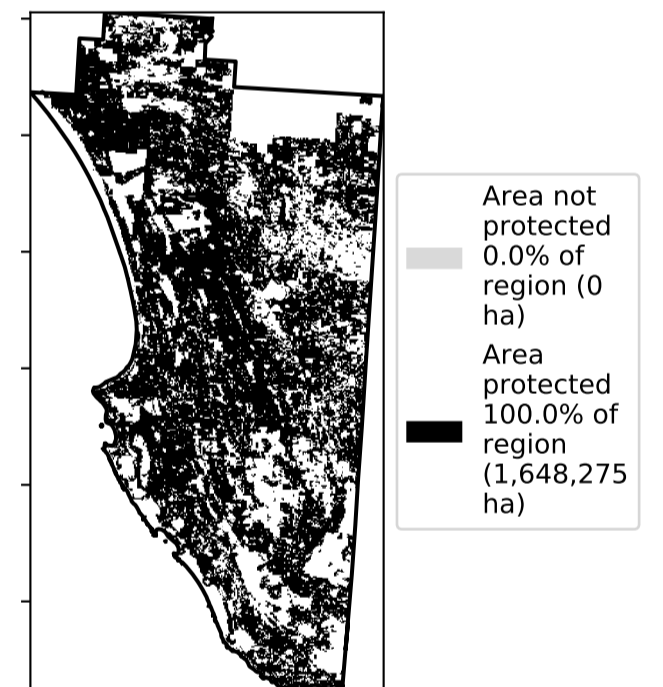 Area not
protected
0.0% of
region (0
ha)
Area
protected
100.0% of
region
(1,648,275
ha)